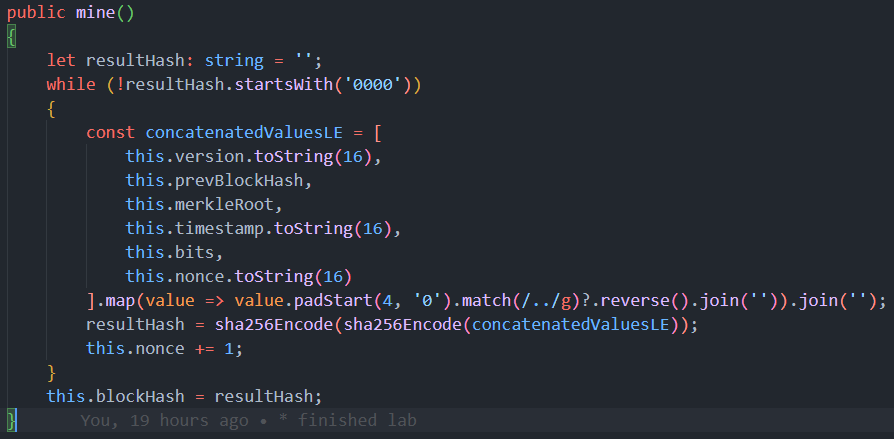 public mine()
{
    let resultHash: string = '';
    while (!resultHash.startsWith('0000'))
    {
        const concatenatedValuesLE = [
            this.version.toString(16),
            this.prevBlockHash,
            this.merkleRoot,
            this.timestamp.toString(16),
            this.bits,
            this.nonce.toString(16)
        ].map(value => value.padStart(4, '0').match(/../g)?.reverse().join('')).join('');
        resultHash = sha256Encode(sha256Encode(concatenatedValuesLE));
        this.nonce += 1;
    }
    this.blockHash = resultHash;
}    You, 19 hours ago • * finished lab